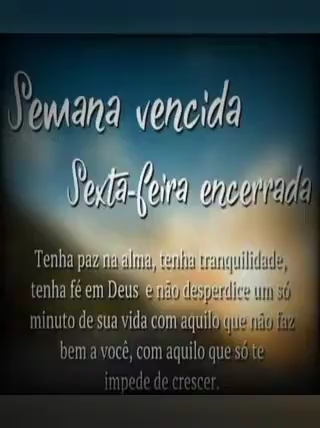 Semana vencida
Sexta-feira encerrada
Tenha paz na alma, tenha tranquilidade,
tenha fé em Deus e não desperdice um só
minuto de sua vida com aquilo que não faz
bem a você, com aquilo que só te
impede de crescer.